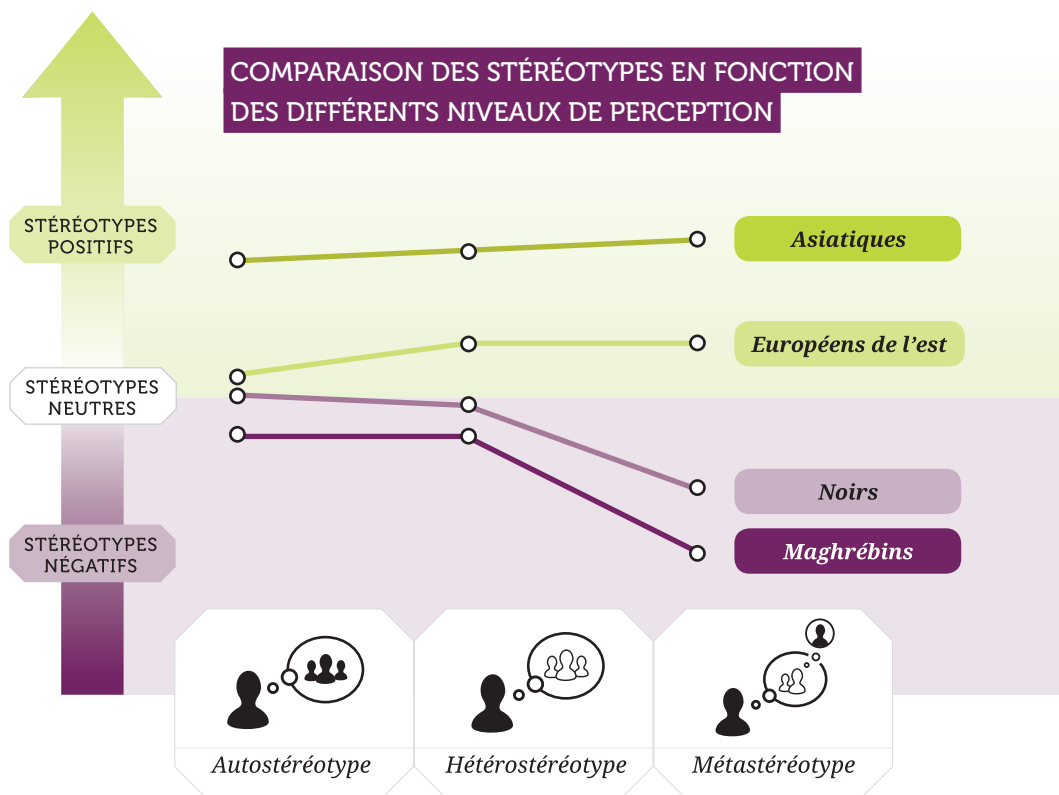 COMPARAISON DES STÉRÉOTYPES EN FONCTION
DES DIFFÉRENTS NIVEAUX DE PERCEPTION
STÉRÉOTYPES
POSITIFS
Asiatiques
Européens de l’est
STÉRÉOTYPES
NEUTRES
Noirs
STÉRÉOTYPES
NÉGATIFS
Maghrébins
Autostéréotype
Hétérostéréotype
Métastéréotype